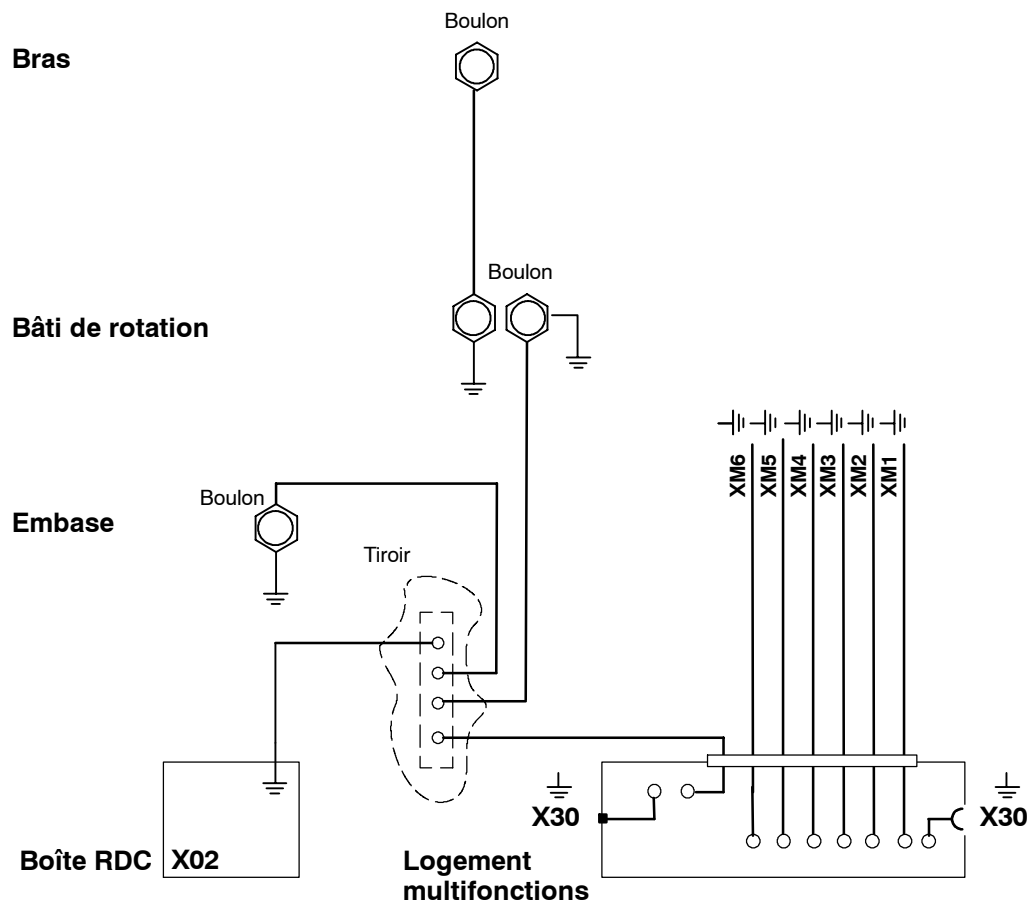 Boulon
Bras
Boulon
Bâti de rotation
XM6
XM5
XM4
XM3
XM2
XM1
Boulon
Embase
Tiroir
X30
X30
Boîte RDC
X02
Logement
multifonctions